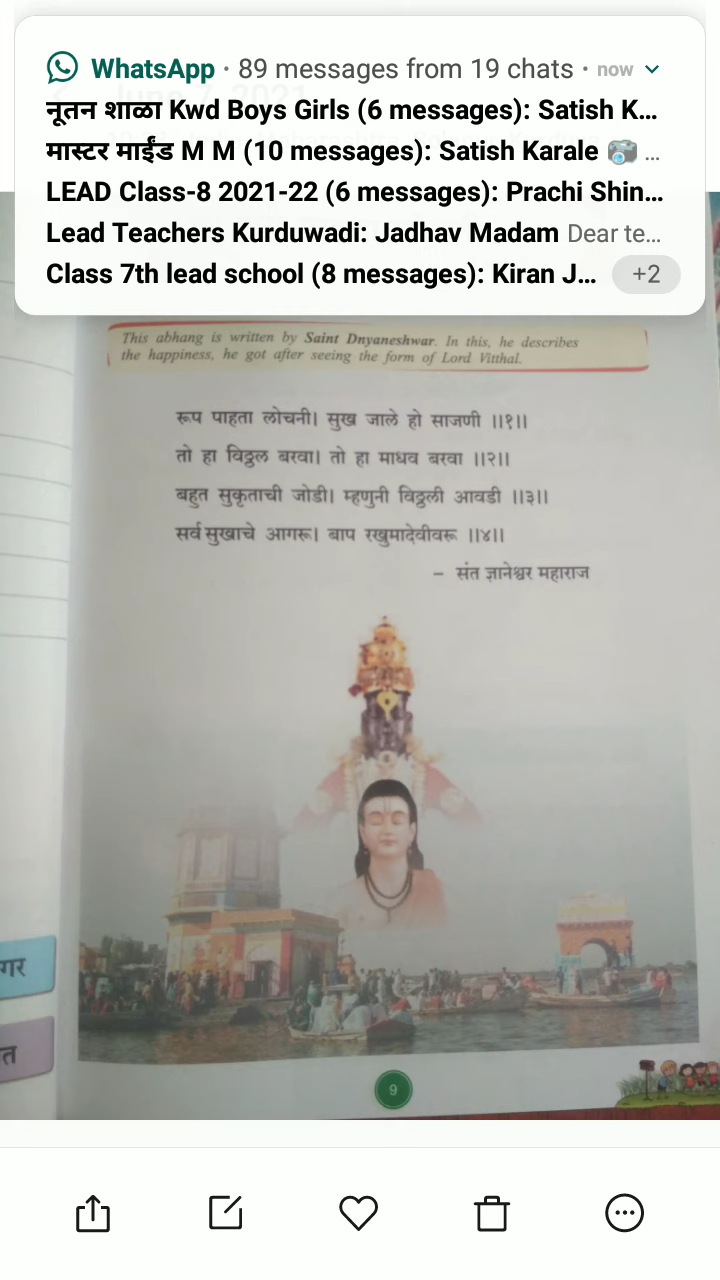 WhatsApp · 89 messages from 19 chats · now
नूतन शाळा Kwd Boys Girls (6 messages): Satish K...
मास्टर माईंड M M (10 messages): Satish Karale 📷 ...
LEAD Class-8 2021-22 (6 messages): Prachi Shin...
Lead Teachers Kurduwadi: Jadhav Madam Dear te...
Class 7th lead school (8 messages): Kiran J... +2
This abhang is written by Saint Dnyaneshwar. In this, he describes
the happiness, he got after seeing the form of Lord Vitthal.
रूप पाहता लोचनी। सुख जाले हो साजणी ॥१॥
तो हा विठ्ठल बरवा। तो हा माधव बरवा ॥२॥
बहुत सुकृताची जोडी। म्हणुनी विठ्ठली आवडी ॥३॥
सर्व सुखाचे आगरू। बाप रखुमादेवीवरू ॥४॥
– संत ज्ञानेश्वर महाराज
गर
त
9